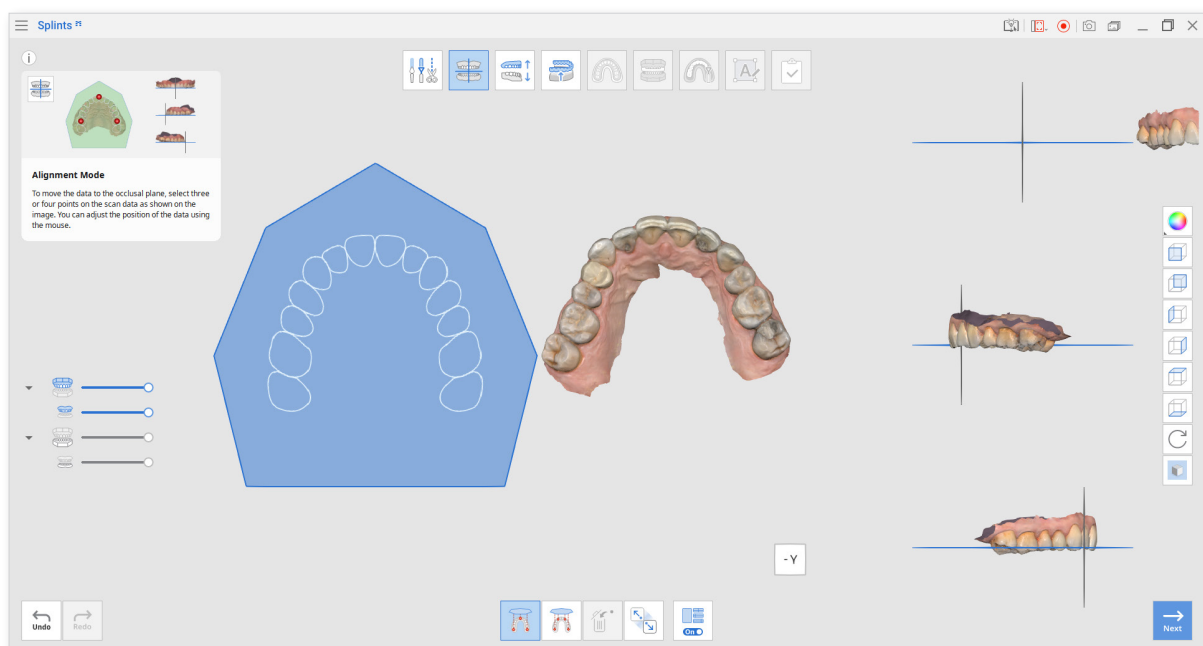 Splints
Alignment Mode
To move the data to the occlusal plane, select three
or four points on the scan data as shown on the
image. You can adjust the position of the data using
the mouse.
- Y
Undo
Redo
On
Next